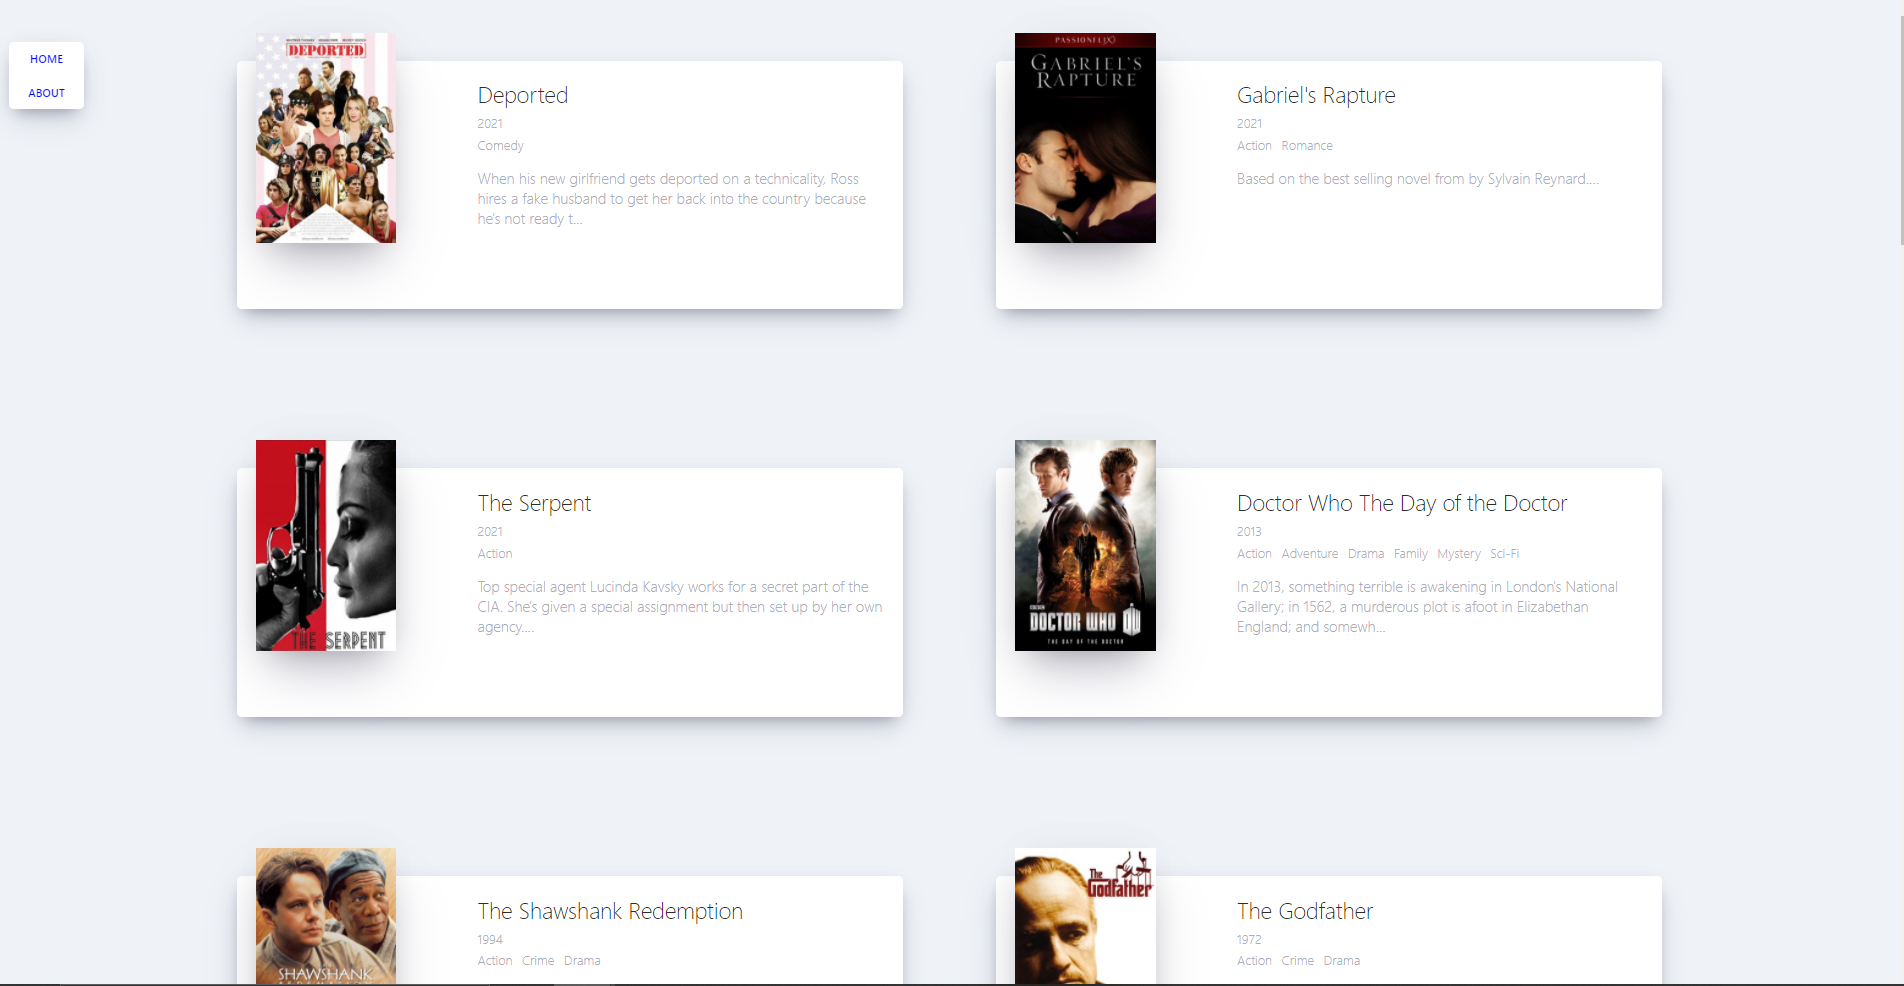 HOME
ABOUT
DEPORTED
Deported
2021
Comedy
When his new girlfriend gets deported on a technicality, Ross
hires a fake husband to get her back into the country because
he's not ready t...
PASSIONFLIX
GABRIEL'S
RAPTURE
Gabriel's Rapture
2021
Action Romance
Based on the best selling novel from by Sylvain Reynard....
THE SERPENT
The Serpent
2021
Action
Top special agent Lucinda Kavsky works for a secret part of the
CIA. She's given a special assignment but then set up by her own
agency....
BBC
DOCTOR WHO
THE DAY OF THE DOCTOR
Doctor Who The Day of the Doctor
2013
Action Adventure Drama Family Mystery Sci-Fi
In 2013, something terrible is awakening in London's National
Gallery; in 1562, a murderous plot is afoot in Elizabethan
England; and somewh...
SHAWSHANK
The Shawshank Redemption
1994
Action Crime Drama
The
Godfather
The Godfather
1972
Action Crime Drama